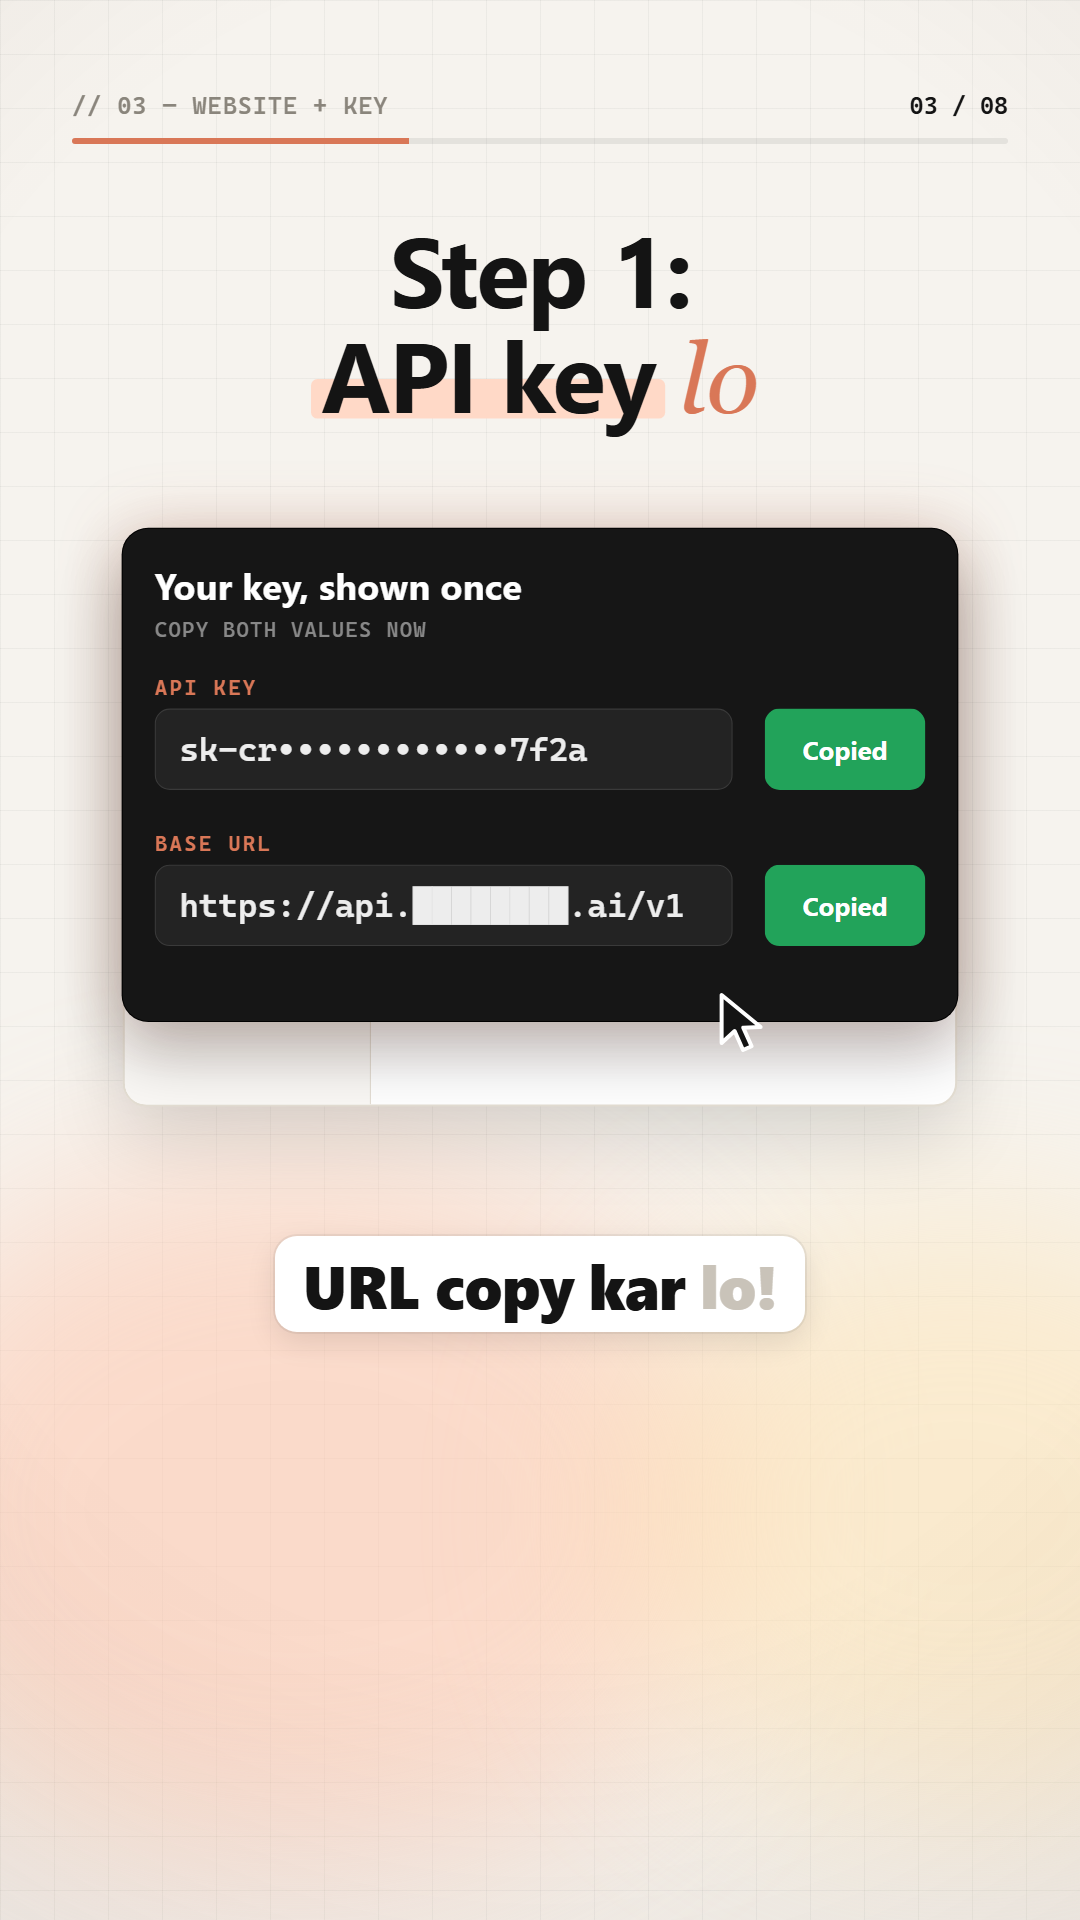 // 03 — WEBSITE + KEY
03 / 08
Step 1:
API key lo
Your key, shown once
COPY BOTH VALUES NOW
API KEY
sk-cr••••••••••••7f2a
Copied
BASE URL
https://api.████████.ai/v1
Copied
URL copy kar lo!